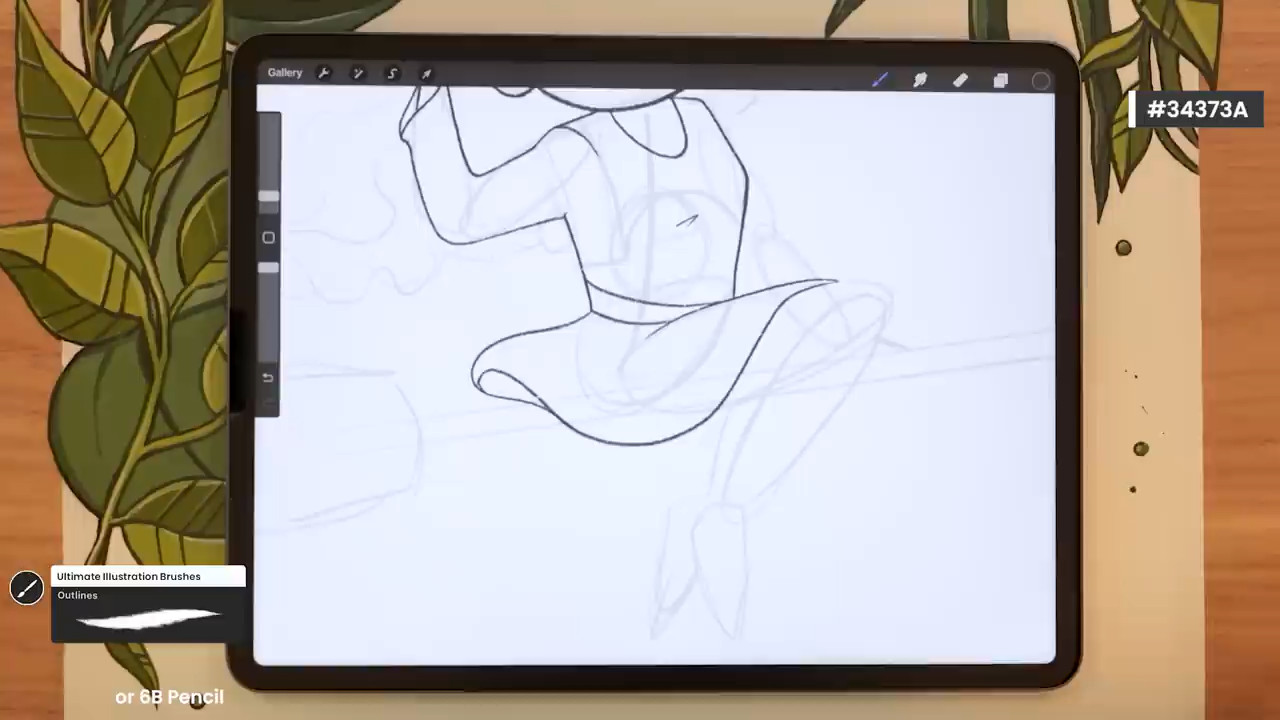 Gallery
#34373A
Ultimate Illustration Brushes
Outlines
or 6B Pencil